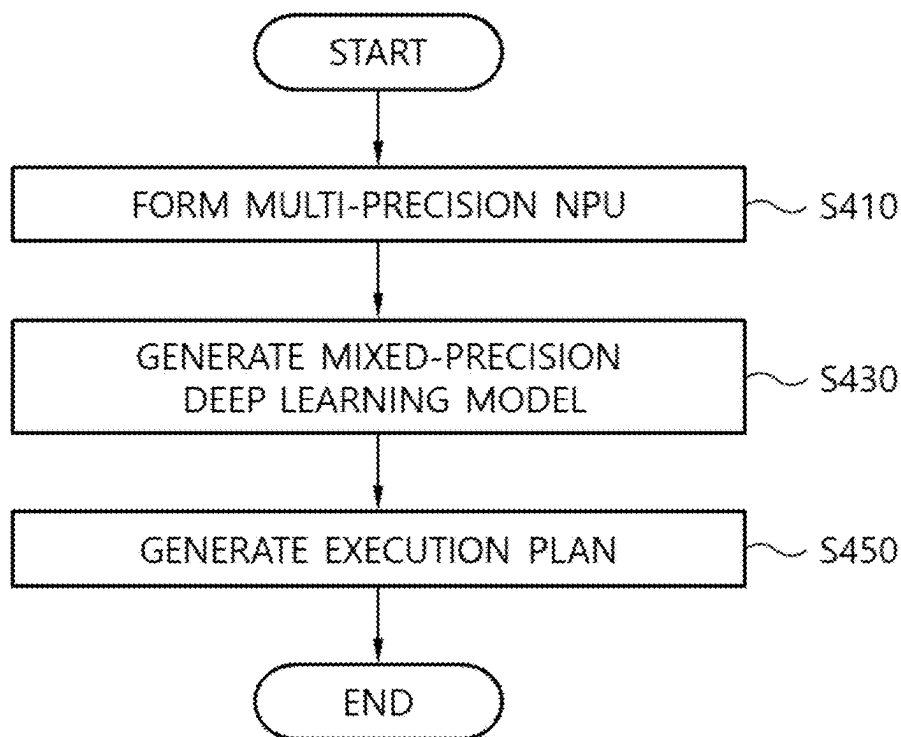 START
FORM MULTI-PRECISION NPU
S410
GENERATE MIXED-PRECISION
DEEP LEARNING MODEL
S430
GENERATE EXECUTION PLAN
S450
END